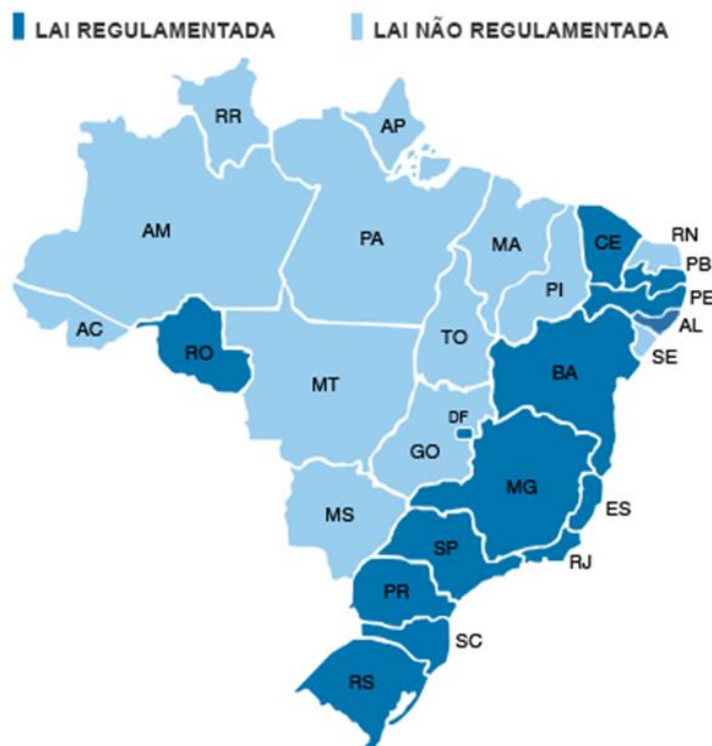 LAI REGULAMENTADA
LAI NÃO REGULAMENTADA
RR
AP
AM
PA
MA
CE
RN
PB
PI
PE
AC
TO
AL
RO
SE
BA
MT
DF
GO
MG
MS
ES
SP
RJ
PR
SC
RS